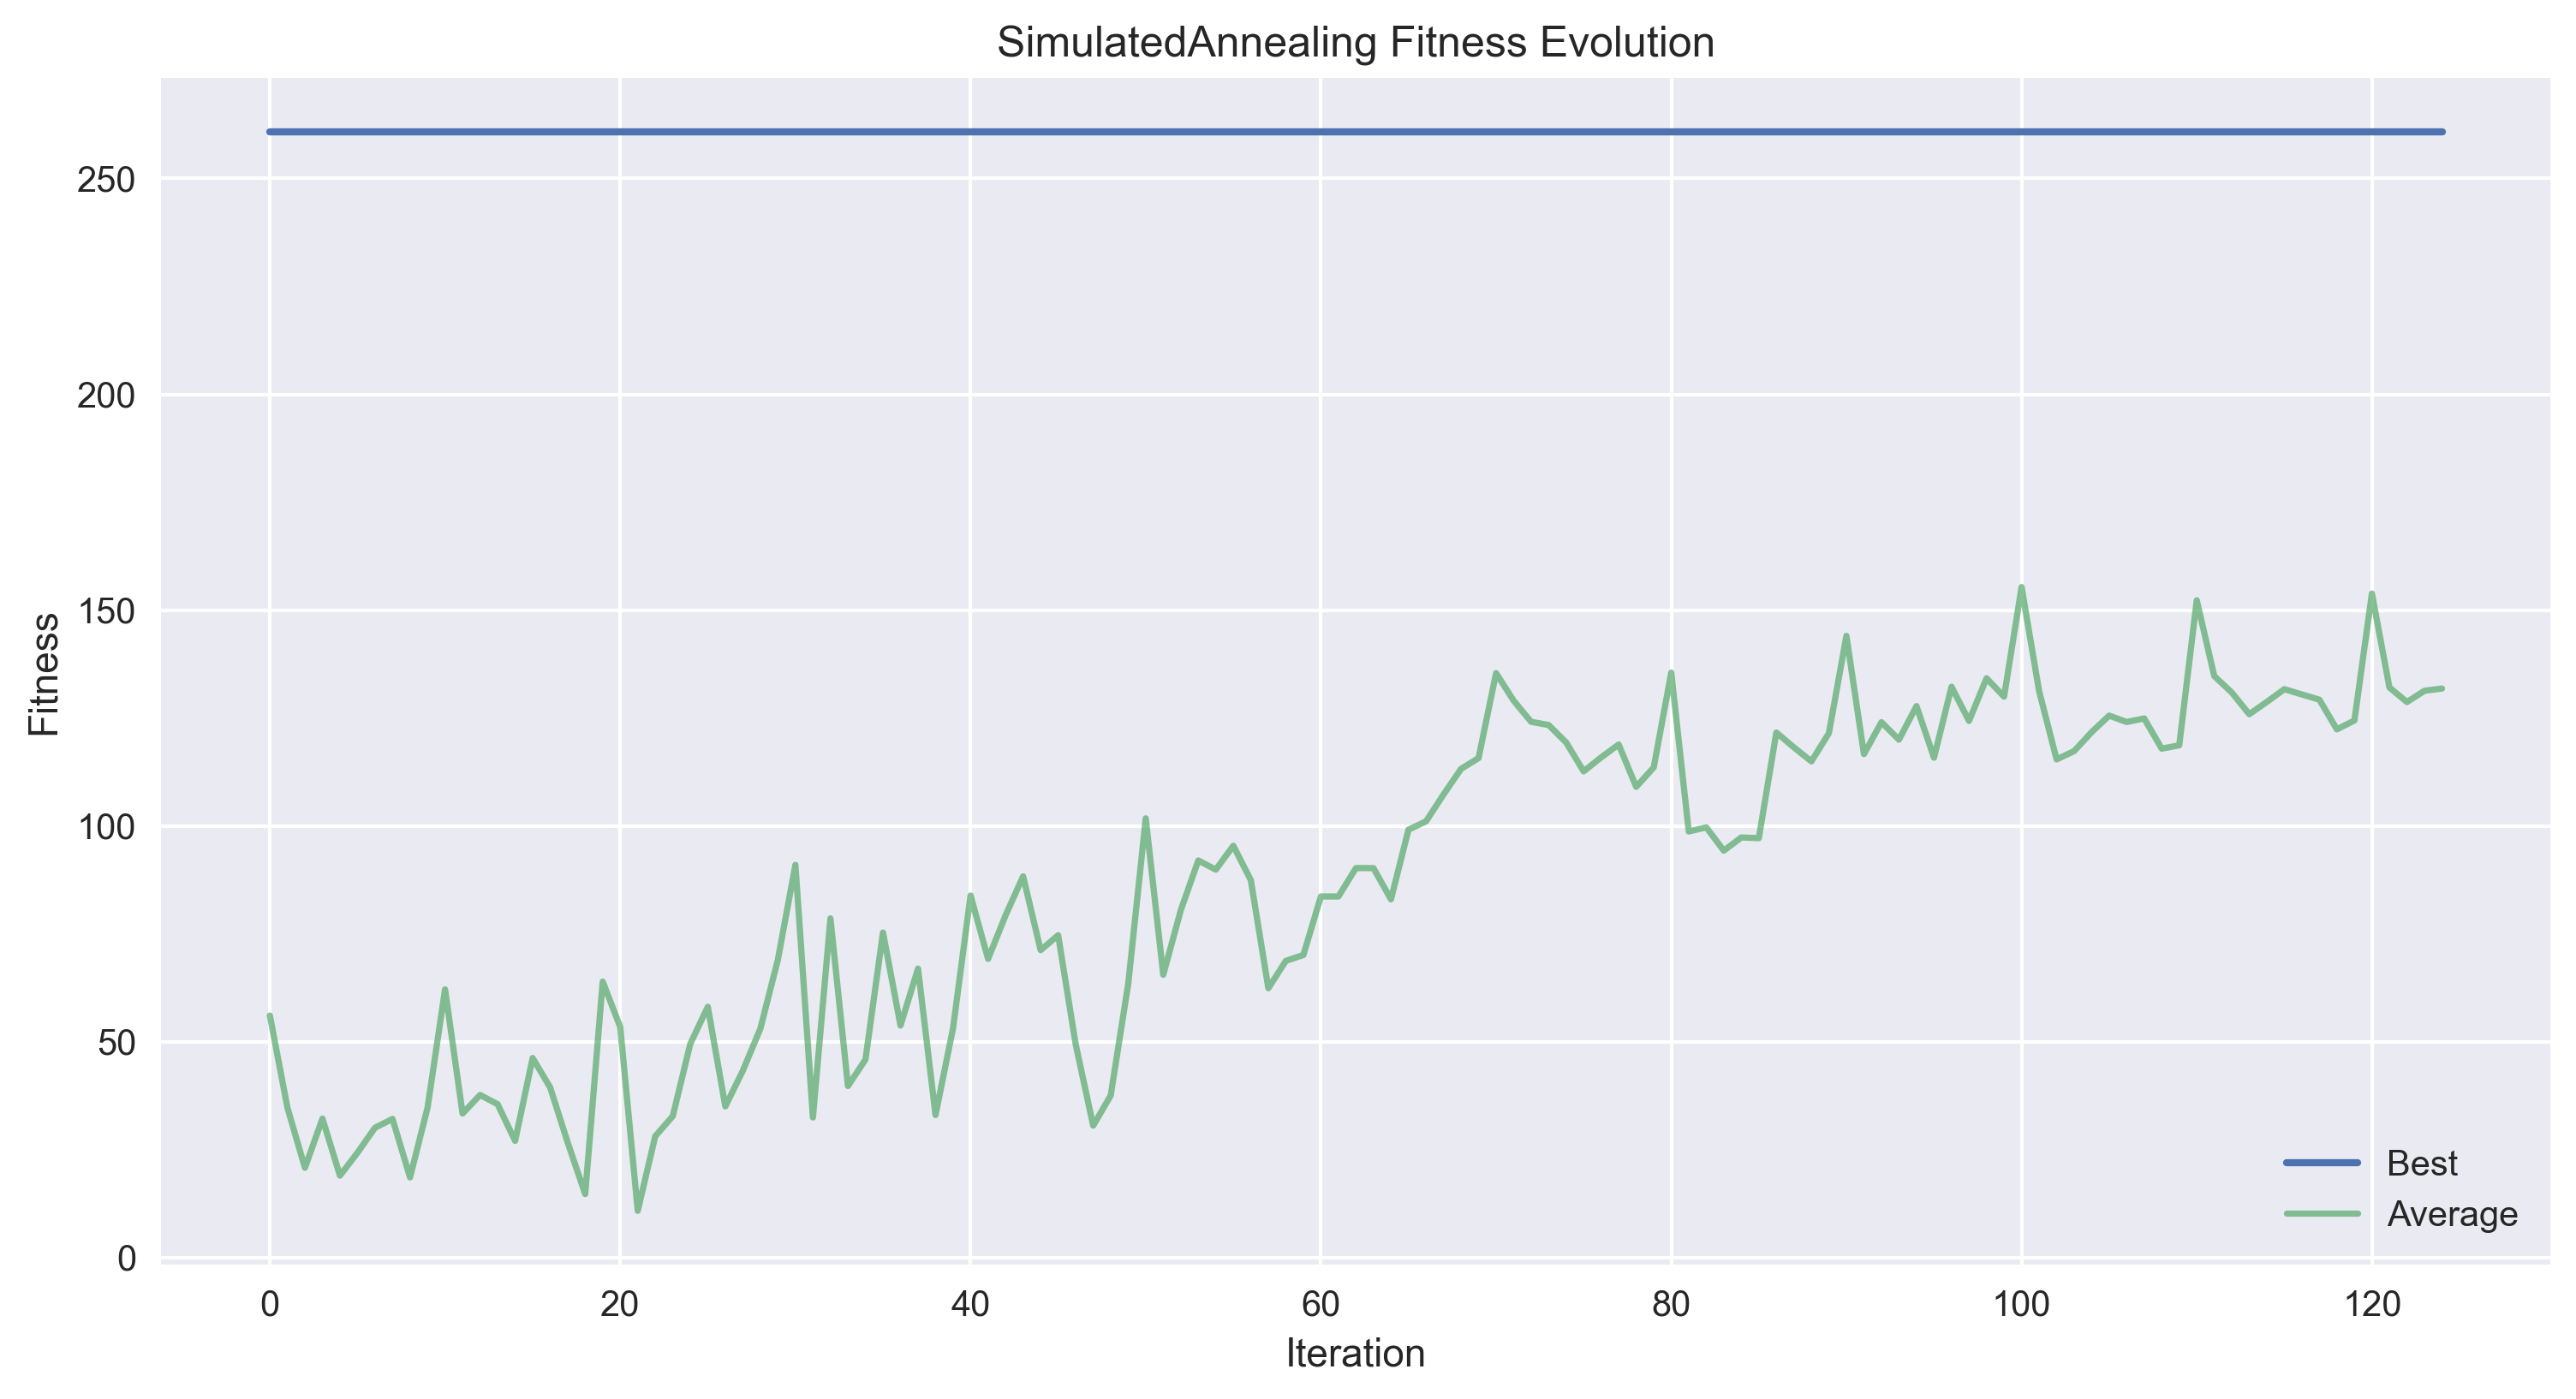 SimulatedAnnealing Fitness Evolution
Fitness
250
200
150
100
50
0
0 20 40 60 80 100 120
Iteration
Best
Average